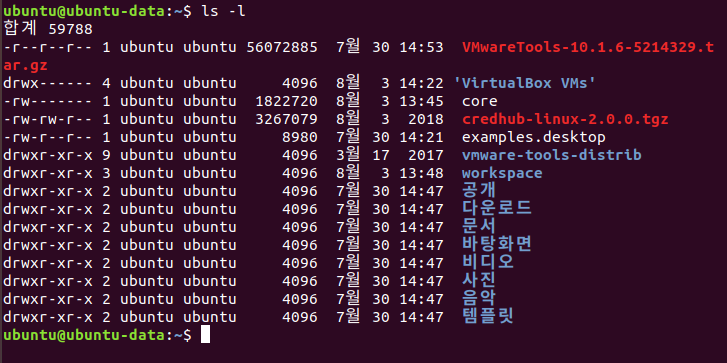 ubuntu@ubuntu-data:~$ ls -l
합계 59788
-r--r--r-- 1 ubuntu ubuntu 56072885  7월 30 14:53  VMwareTools-10.1.6-5214329.t
ar.gz
drwx------ 4 ubuntu ubuntu     4096  8월  3 14:22 'VirtualBox VMs'
-rw------- 1 ubuntu ubuntu  1822720  8월  3 13:45  core
-rw-rw-r-- 1 ubuntu ubuntu  3267079  8월  3  2018  credhub-linux-2.0.0.tgz
-rw-r--r-- 1 ubuntu ubuntu     8980  7월 30 14:21  examples.desktop
drwxr-xr-x 9 ubuntu ubuntu     4096  3월 17  2017  vmware-tools-distrib
drwxr-xr-x 3 ubuntu ubuntu     4096  8월  3 13:48  workspace
drwxr-xr-x 2 ubuntu ubuntu     4096  7월 30 14:47  공개
drwxr-xr-x 2 ubuntu ubuntu     4096  7월 30 14:47  다운로드
drwxr-xr-x 2 ubuntu ubuntu     4096  7월 30 14:47  문서
drwxr-xr-x 2 ubuntu ubuntu     4096  7월 30 14:47  바탕화면
drwxr-xr-x 2 ubuntu ubuntu     4096  7월 30 14:47  비디오
drwxr-xr-x 2 ubuntu ubuntu     4096  7월 30 14:47  사진
drwxr-xr-x 2 ubuntu ubuntu     4096  7월 30 14:47  음악
drwxr-xr-x 2 ubuntu ubuntu     4096  7월 30 14:47  템플릿
ubuntu@ubuntu-data:~$